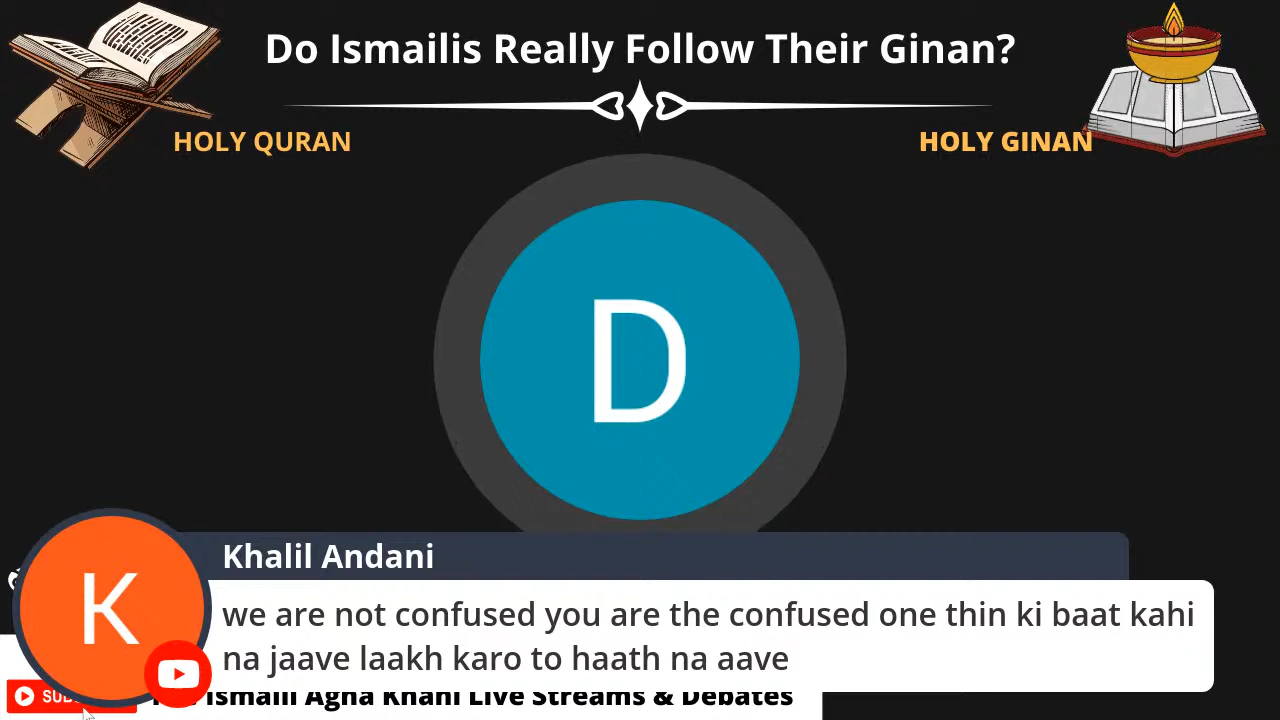 Do Ismailis Really Follow Their Ginan?
HOLY QURAN
HOLY GINAN
D
K
Khalil Andani
we are not confused you are the confused one thin ki baat kahi
na jaave laakh karo to haath na aave
Ismaili Agha Khani Live Streams & Debates